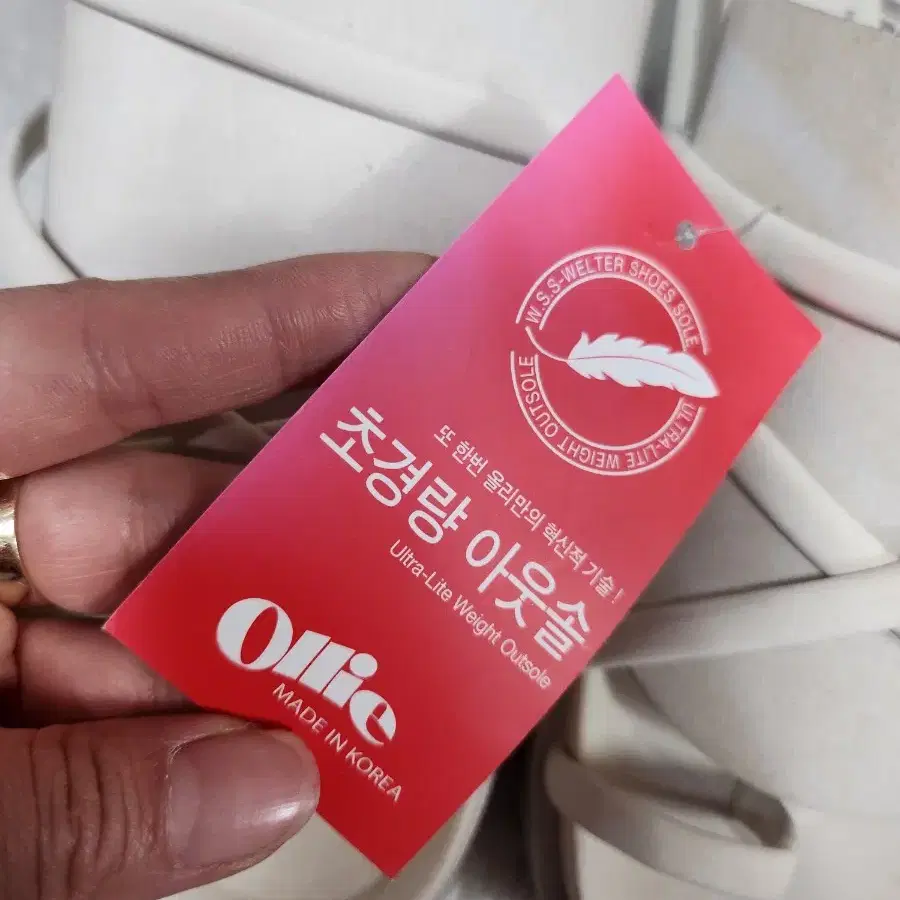 W.S.S-WELTER SHOES SOLE
ULTRA-LITE WEIGHT OUTSOLE
또 한번 올리만의 혁신적 기술!
초경량 아웃솔
Ultra-Lite Weight Outsole
Ollie
MADE IN KOREA